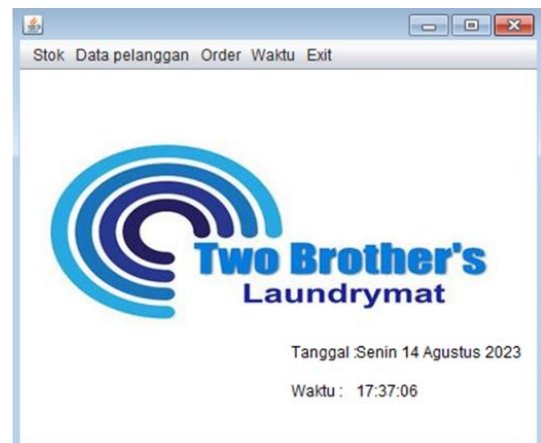 Stok Data pelanggan Order Waktu Exit
Two Brother's
Laundrymat
Tanggal :Senin 14 Agustus 2023
Waktu : 17:37:06